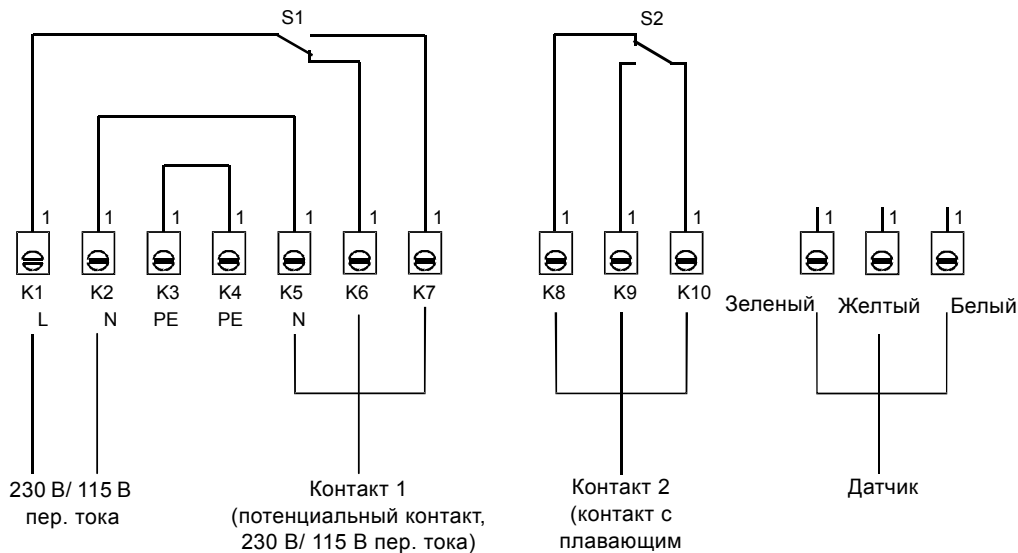 S1
S2
1 1 1 1 1 1 1 1 1 1 1 1 1
K1 K2 K3 K4 K5 K6 K7 K8 K9 K10
L N PE PE N
Зеленый Желтый Белый
230 В/ 115 В
пер. тока
Контакт 1
(потенциальный контакт,
230 В/ 115 В пер. тока)
Контакт 2
(контакт с
плавающим
Датчик